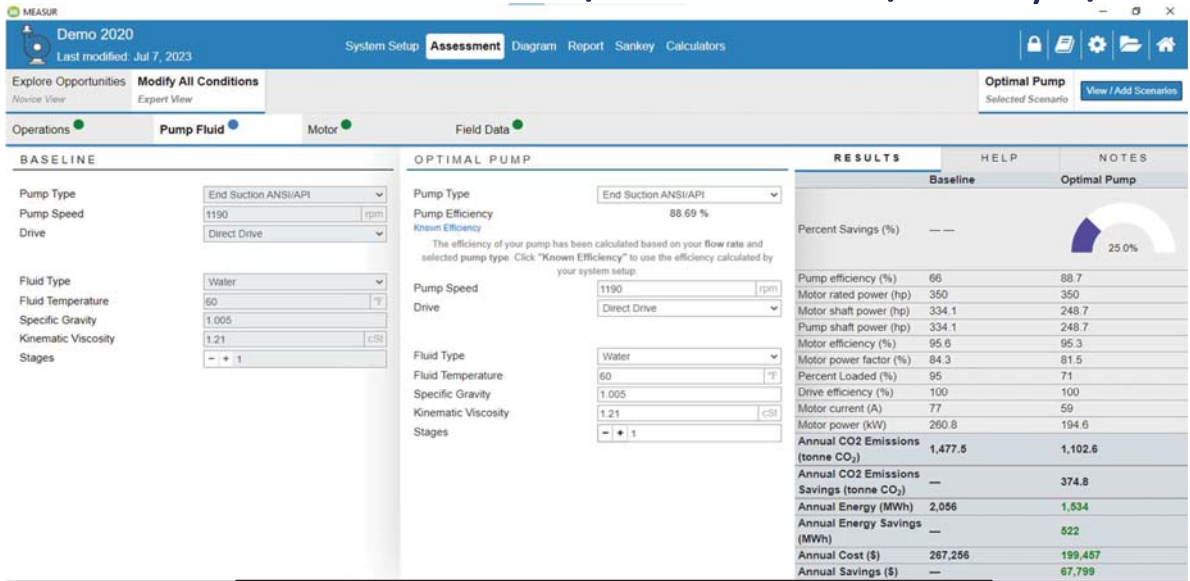 MEASUR
Demo 2020
Last modified: Jul 7, 2023
System Setup Assessment Diagram Report Sankey Calculators
Explore Opportunities
Novice View
Modify All Conditions
Expert View
Optimal Pump
Selected Scenario
View / Add Scenarios
Operations Pump Fluid Motor Field Data
BASELINE
Pump Type End Suction ANSI/API
Pump Speed 1190 rpm
Drive Direct Drive
Fluid Type Water
Fluid Temperature 60 °F
Specific Gravity 1.005
Kinematic Viscosity 1.21 cSt
Stages - + 1
OPTIMAL PUMP
Pump Type End Suction ANSI/API
Pump Efficiency 88.69 %
Known Efficiency
The efficiency of your pump has been calculated based on your flow rate and
selected pump type. Click "Known Efficiency" to use the efficiency calculated by
your system setup.
Pump Speed 1190 rpm
Drive Direct Drive
Fluid Type Water
Fluid Temperature 60 °F
Specific Gravity 1.005
Kinematic Viscosity 1.21 cSt
Stages - + 1
RESULTS HELP NOTES
Baseline Optimal Pump
Percent Savings (%) — — 25.0%
Pump efficiency (%) 66 88.7
Motor rated power (hp) 350 350
Motor shaft power (hp) 334.1 248.7
Pump shaft power (hp) 334.1 248.7
Motor efficiency (%) 95.6 95.3
Motor power factor (%) 84.3 81.5
Percent Loaded (%) 95 71
Drive efficiency (%) 100 100
Motor current (A) 77 59
Motor power (kW) 260.8 194.6
Annual CO2 Emissions
(tonne CO₂) 1,477.5 1,102.6
Annual CO2 Emissions
Savings (tonne CO₂) — 374.8
Annual Energy (MWh) 2,056 1,534
Annual Energy Savings
(MWh) — 522
Annual Cost ($) 267,256 199,457
Annual Savings ($) — 67,799